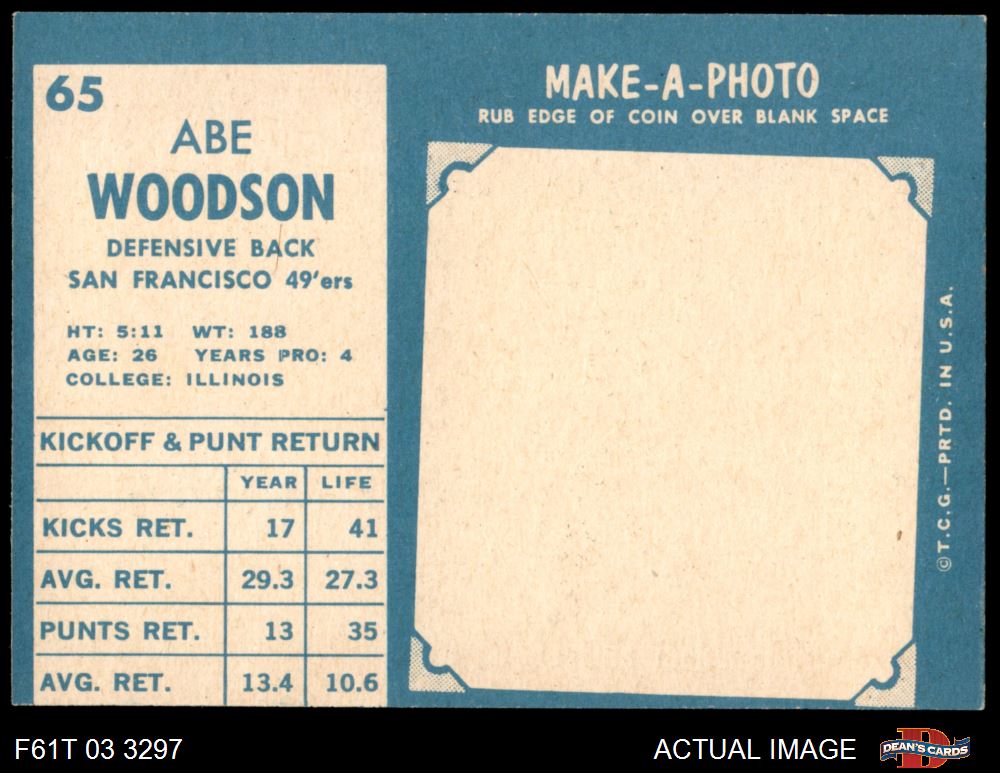 65
ABE
WOODSON
DEFENSIVE BACK
SAN FRANCISCO 49'ers
HT: 5:11 WT: 188
AGE: 26 YEARS PRO: 4
COLLEGE: ILLINOIS
KICKOFF & PUNT RETURN
YEAR LIFE
KICKS RET. 17 41
AVG. RET. 29.3 27.3
PUNTS RET. 13 35
AVG. RET. 13.4 10.6
MAKE-A-PHOTO
RUB EDGE OF COIN OVER BLANK SPACE
©T.C.G.—PRTD. IN U.S.A.
F61T 03 3297
ACTUAL IMAGE
DEAN'S CARDS